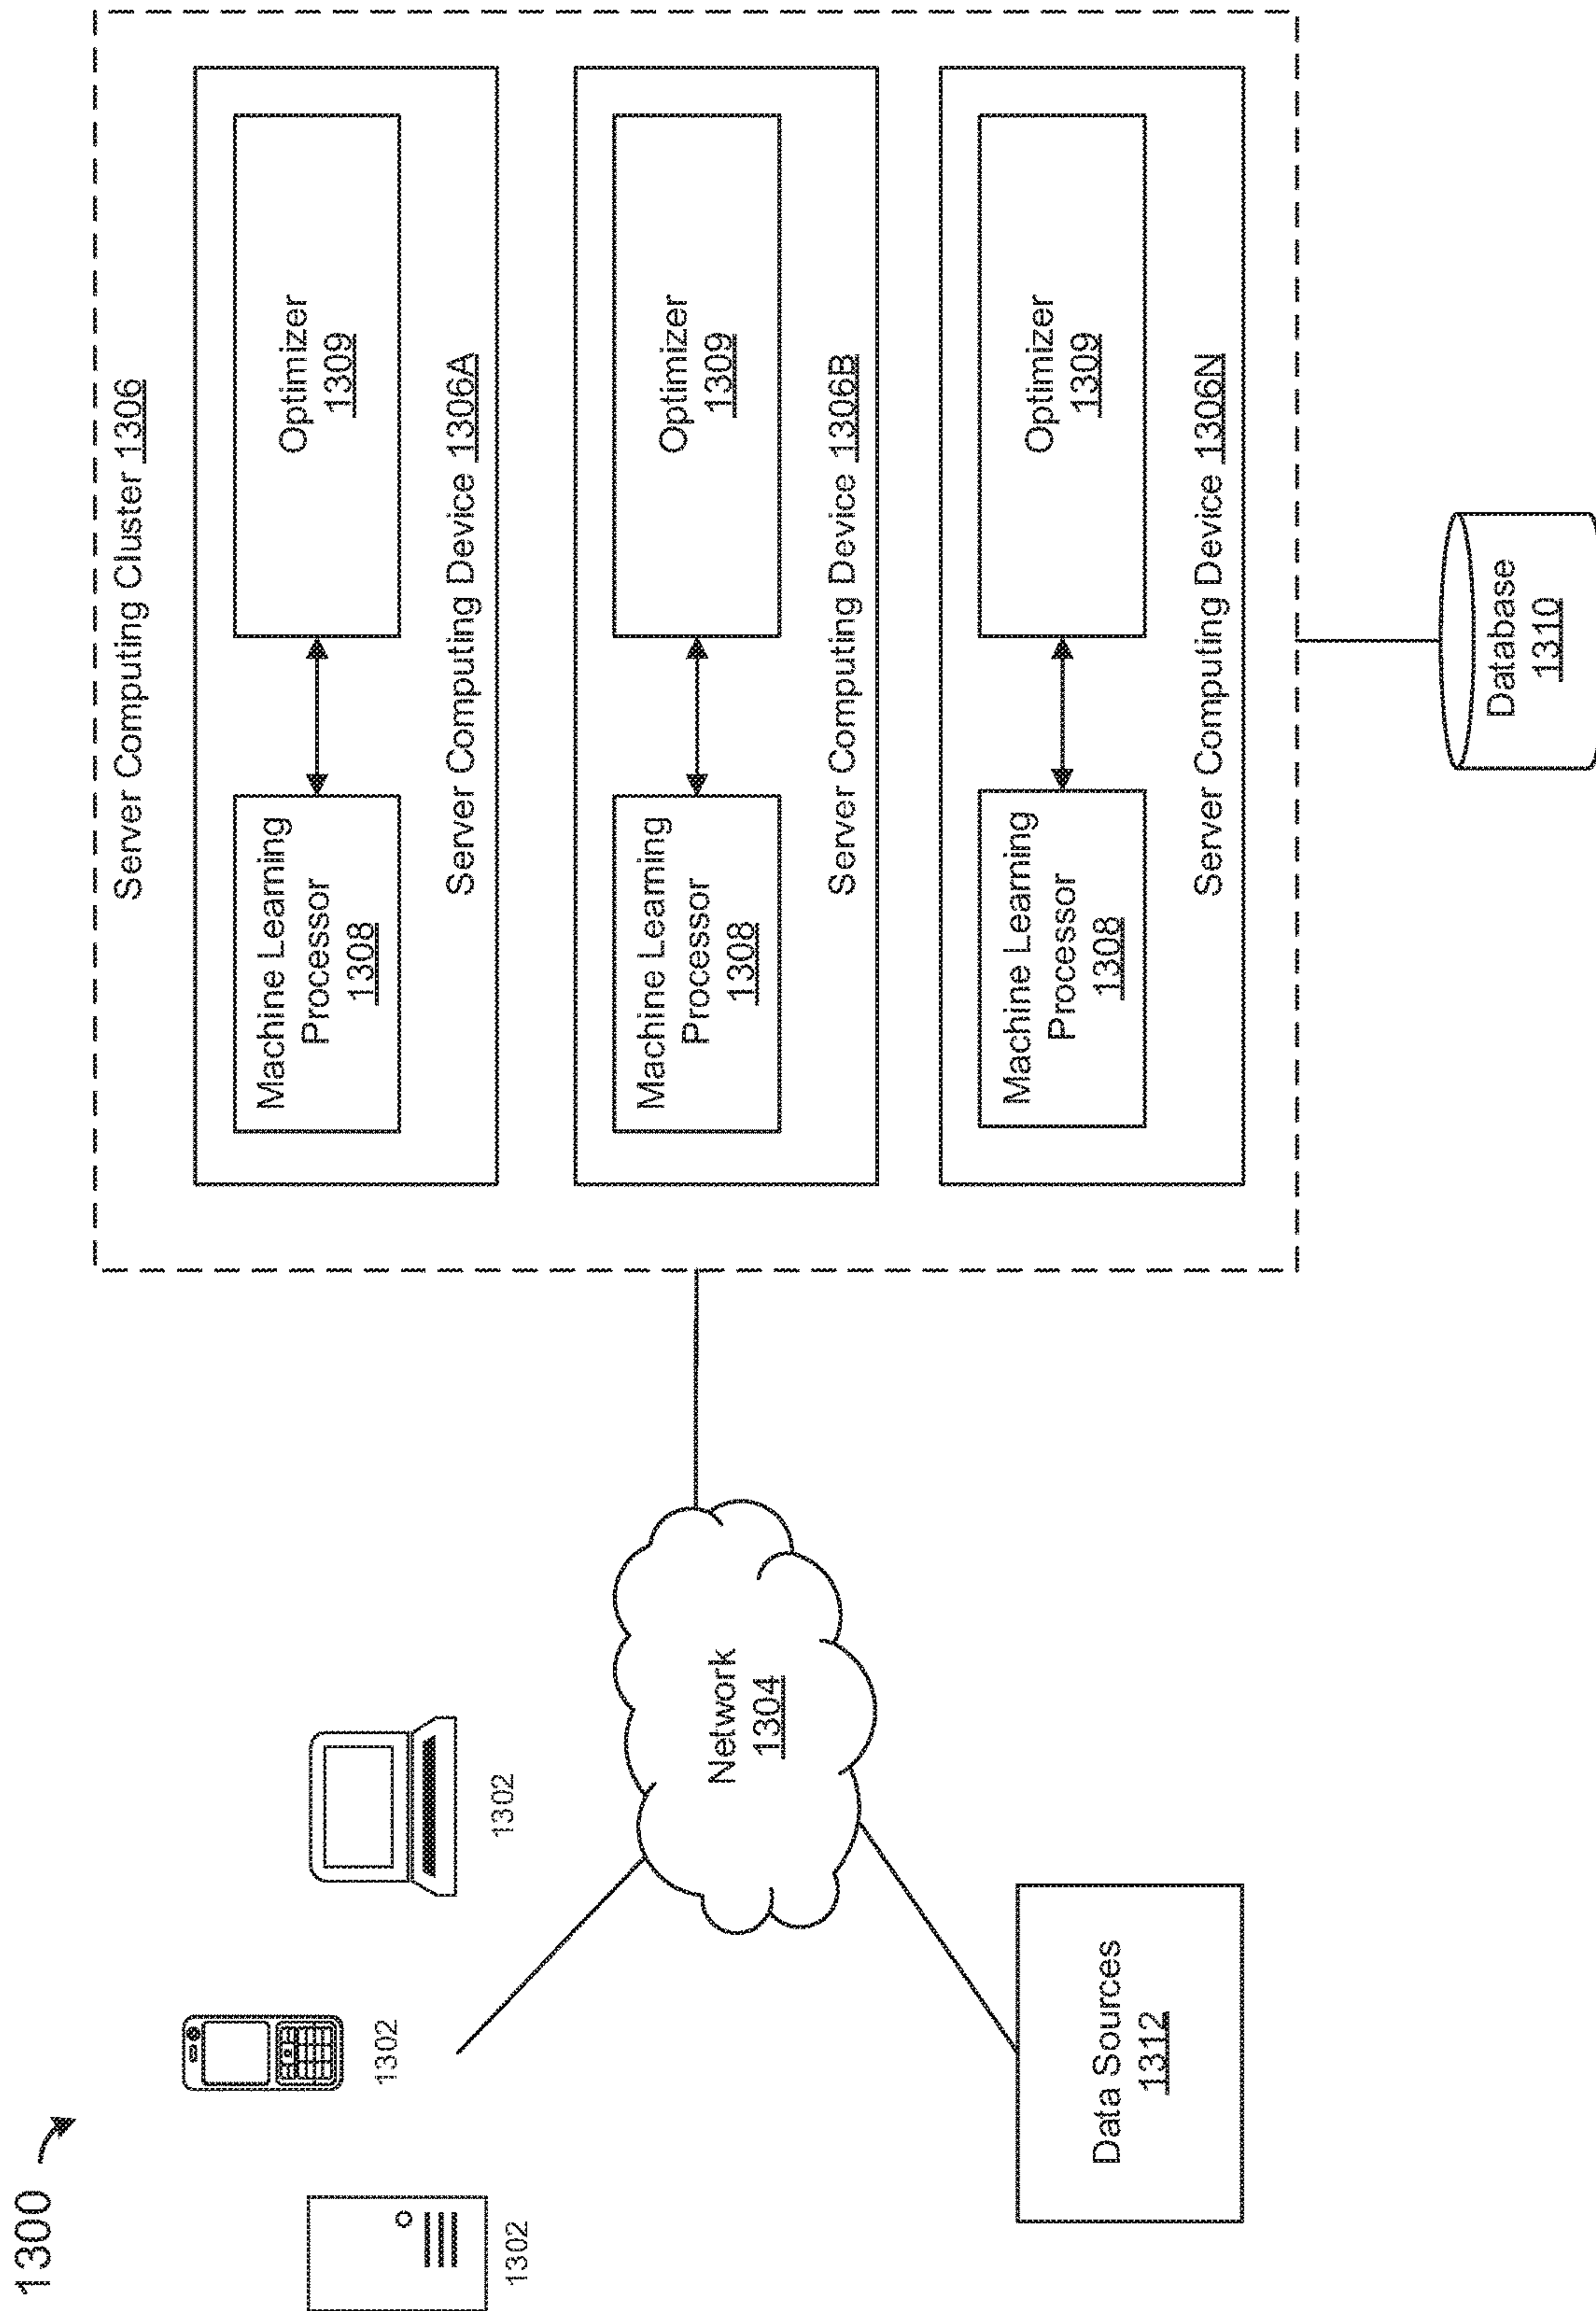 1300
1302
1302
1302
Network
1304
Data Sources
1312
Server Computing Cluster 1306
Machine Learning
Processor
1308
Optimizer
1309
Server Computing Device 1306A
Machine Learning
Processor
1308
Optimizer
1309
Server Computing Device 1306B
Machine Learning
Processor
1308
Optimizer
1309
Server Computing Device 1306N
Database
1310